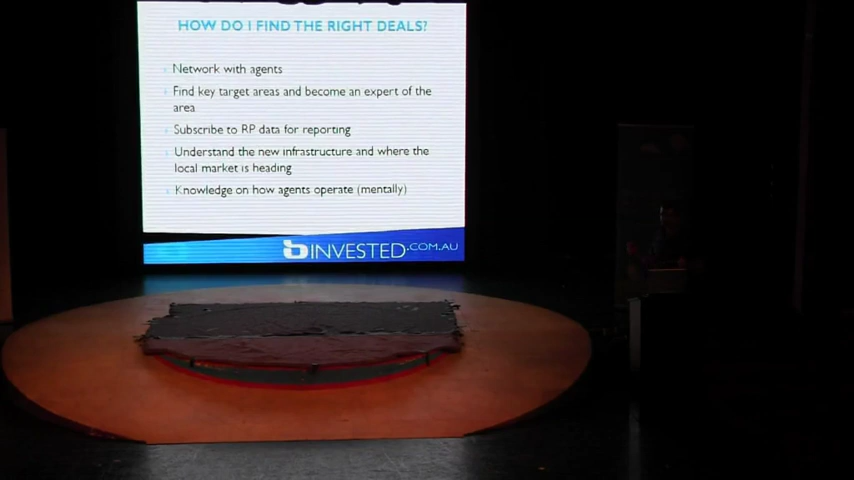 HOW DO I FIND THE RIGHT DEALS?
Network with agents
Find key target areas and become an expert of the
area
Subscribe to RP data for reporting
Understand the new infrastructure and where the
local market is heading
Knowledge on how agents operate (mentally)
bINVESTED.COM.AU